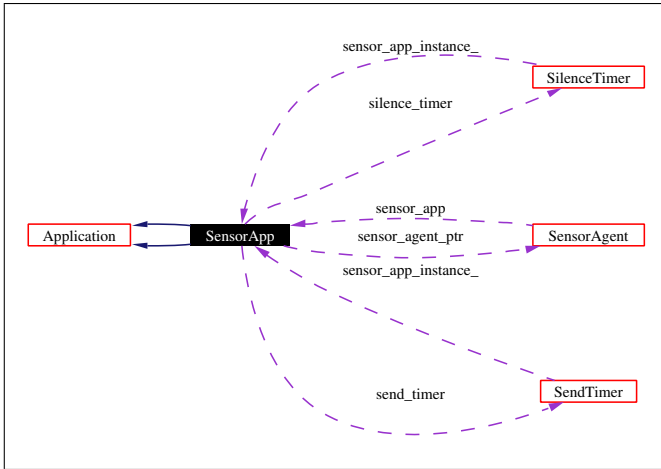 sensor_app_instance_
SilenceTimer
silence_timer
sensor_app
Application
SensorApp
SensorAgent
sensor_agent_ptr
sensor_app_instance_
send_timer
SendTimer